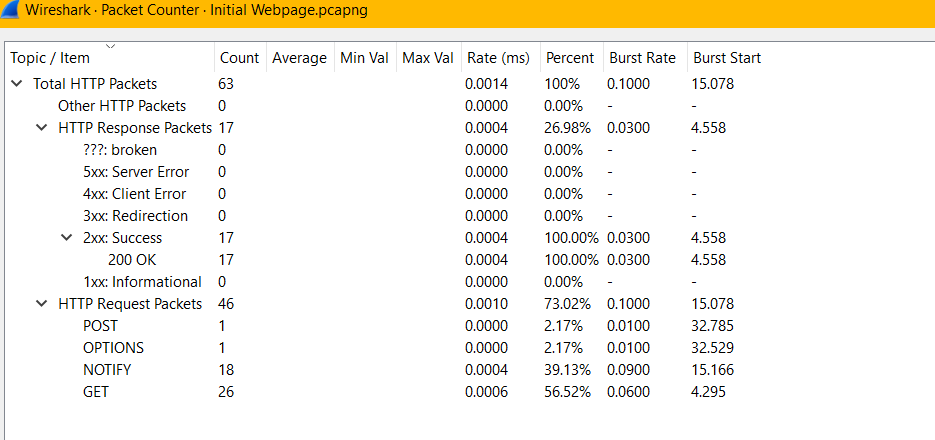 Wireshark · Packet Counter · Initial Webpage.pcapng
Topic / Item Count Average Min Val Max Val Rate (ms) Percent Burst Rate Burst Start
Total HTTP Packets 63 0.0014 100% 0.1000 15.078
Other HTTP Packets 0 0.0000 0.00% - -
HTTP Response Packets 17 0.0004 26.98% 0.0300 4.558
???: broken 0 0.0000 0.00% - -
5xx: Server Error 0 0.0000 0.00% - -
4xx: Client Error 0 0.0000 0.00% - -
3xx: Redirection 0 0.0000 0.00% - -
2xx: Success 17 0.0004 100.00% 0.0300 4.558
200 OK 17 0.0004 100.00% 0.0300 4.558
1xx: Informational 0 0.0000 0.00% - -
HTTP Request Packets 46 0.0010 73.02% 0.1000 15.078
POST 1 0.0000 2.17% 0.0100 32.785
OPTIONS 1 0.0000 2.17% 0.0100 32.529
NOTIFY 18 0.0004 39.13% 0.0900 15.166
GET 26 0.0006 56.52% 0.0600 4.295